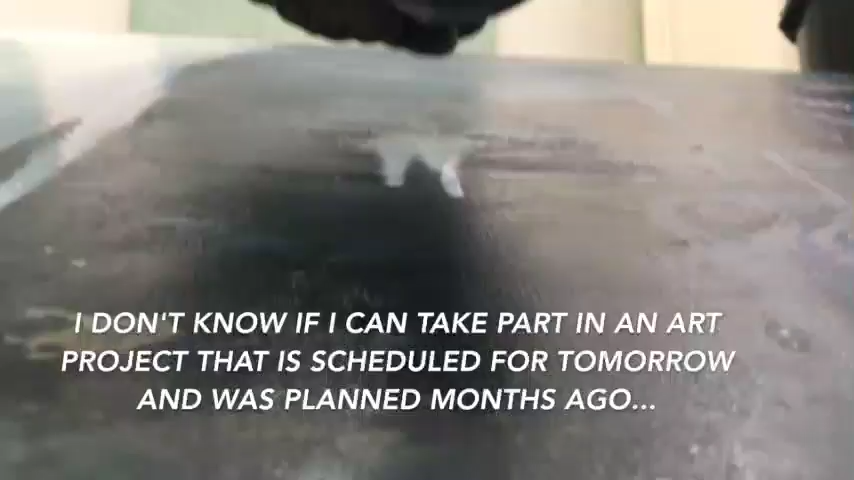 I DON'T KNOW IF I CAN TAKE PART IN AN ART
PROJECT THAT IS SCHEDULED FOR TOMORROW
AND WAS PLANNED MONTHS AGO...